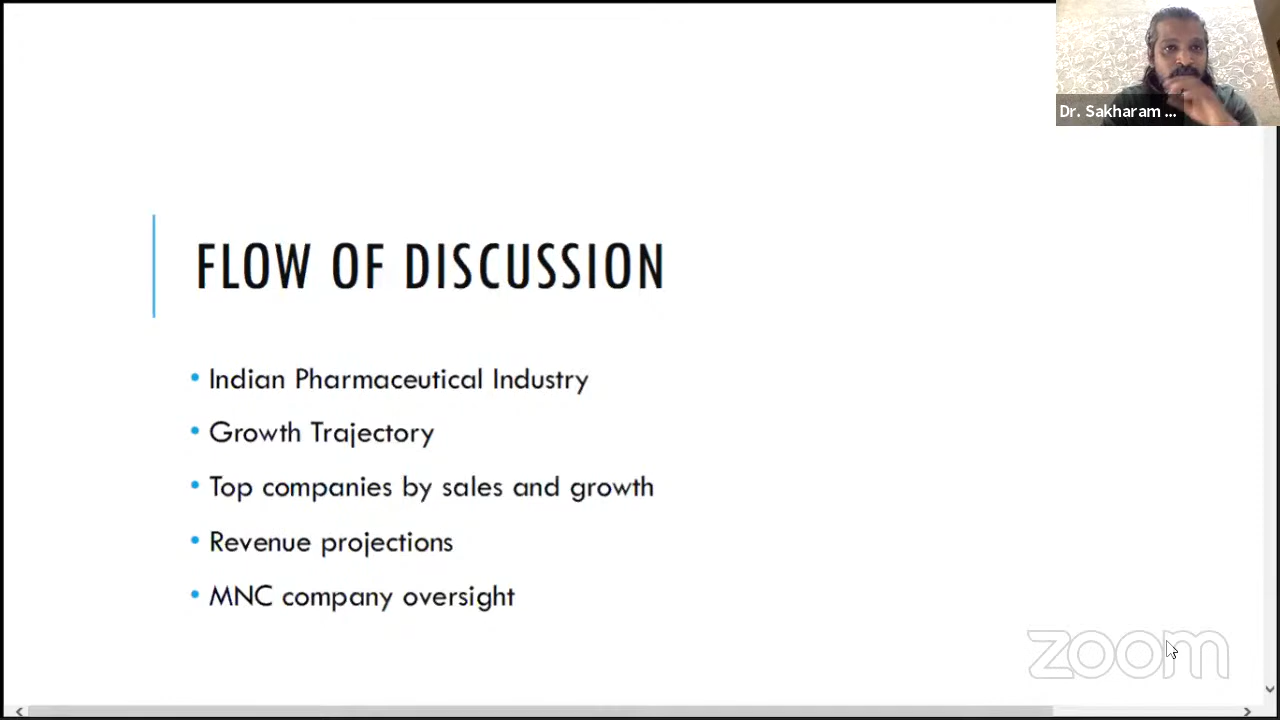 Dr. Sakharam ...
FLOW OF DISCUSSION
• Indian Pharmaceutical Industry
• Growth Trajectory
• Top companies by sales and growth
• Revenue projections
• MNC company oversight
zoom